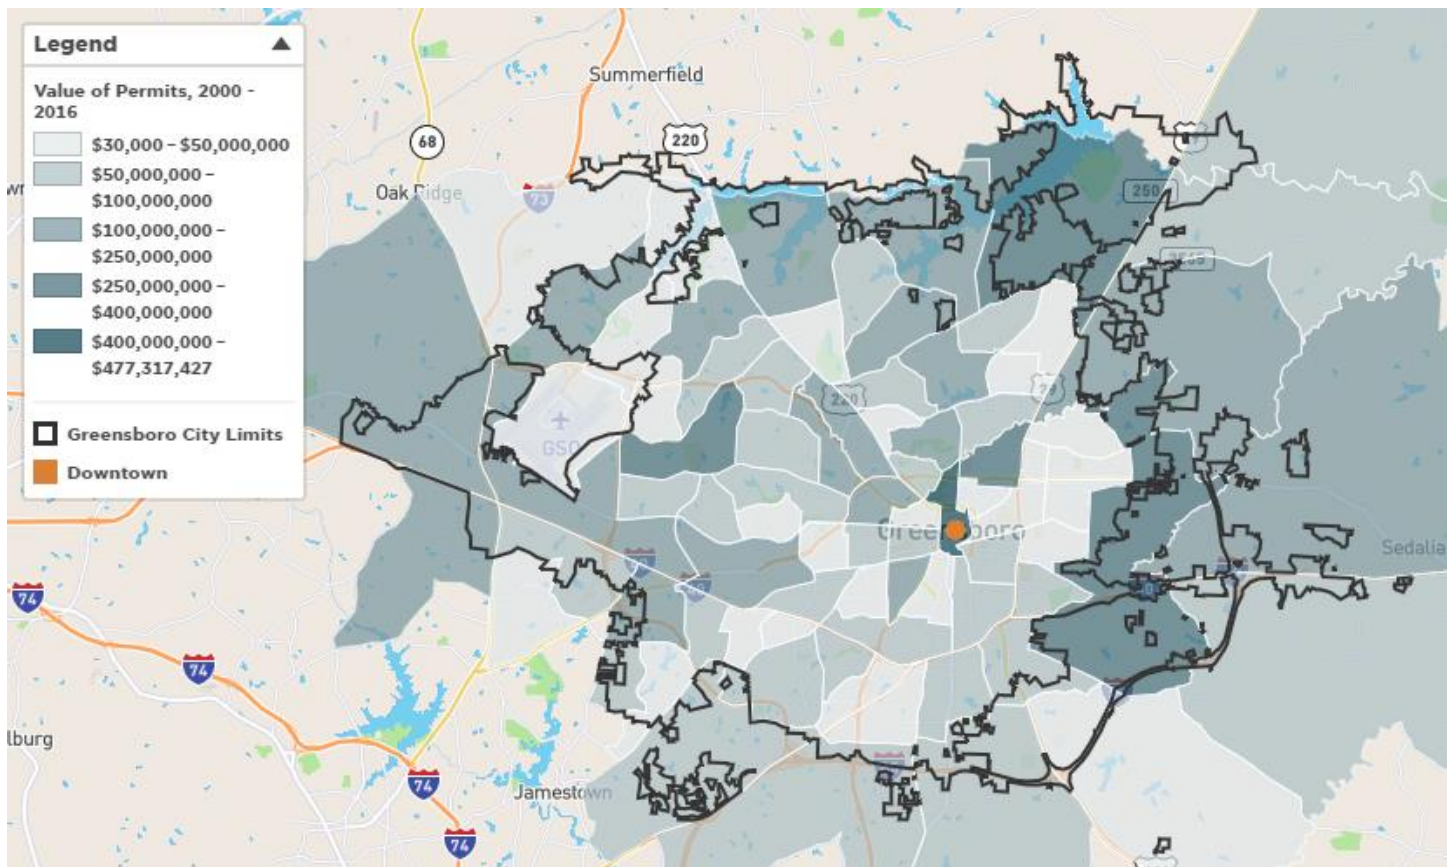 Legend
Value of Permits, 2000 -
2016
$30,000 – $50,000,000
$50,000,000 –
$100,000,000
$100,000,000 –
$250,000,000
$250,000,000 –
$400,000,000
$400,000,000 –
$477,317,427
Greensboro City Limits
Downtown
Summerfield
68
220
Oak Ridge
73
250
220
29
GSO
Greensboro
Sedalia
74
74
lburg
74
Jamestown
74